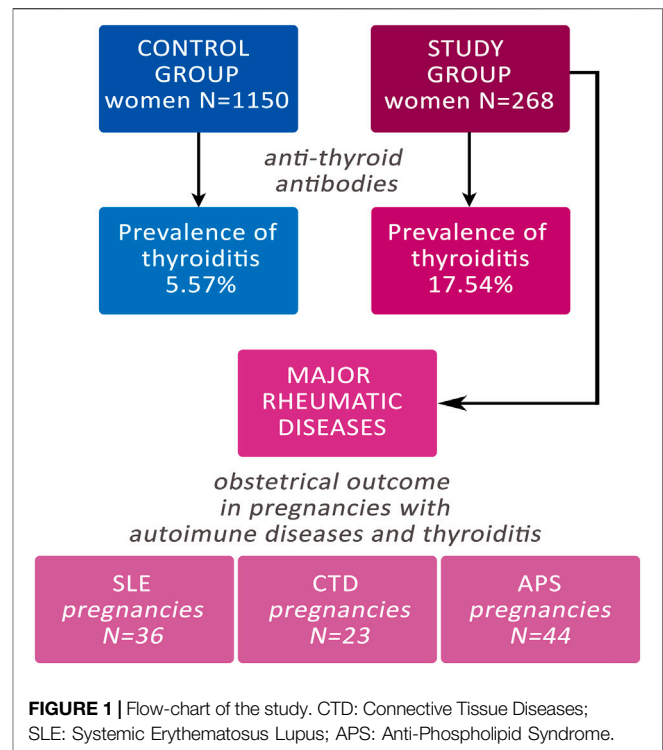 CONTROL
GROUP
women N=1150
STUDY
GROUP
women N=268
anti-thyroid
antibodies
Prevalence of
thyroiditis
5.57%
Prevalence of
thyroiditis
17.54%
MAJOR
RHEUMATIC
DISEASES
obstetrical outcome
in pregnancies with
autoimune diseases and thyroiditis
SLE
pregnancies
N=36
CTD
pregnancies
N=23
APS
pregnancies
N=44
FIGURE 1 | Flow-chart of the study. CTD: Connective Tissue Diseases;
SLE: Systemic Erythematosus Lupus; APS: Anti-Phospholipid Syndrome.